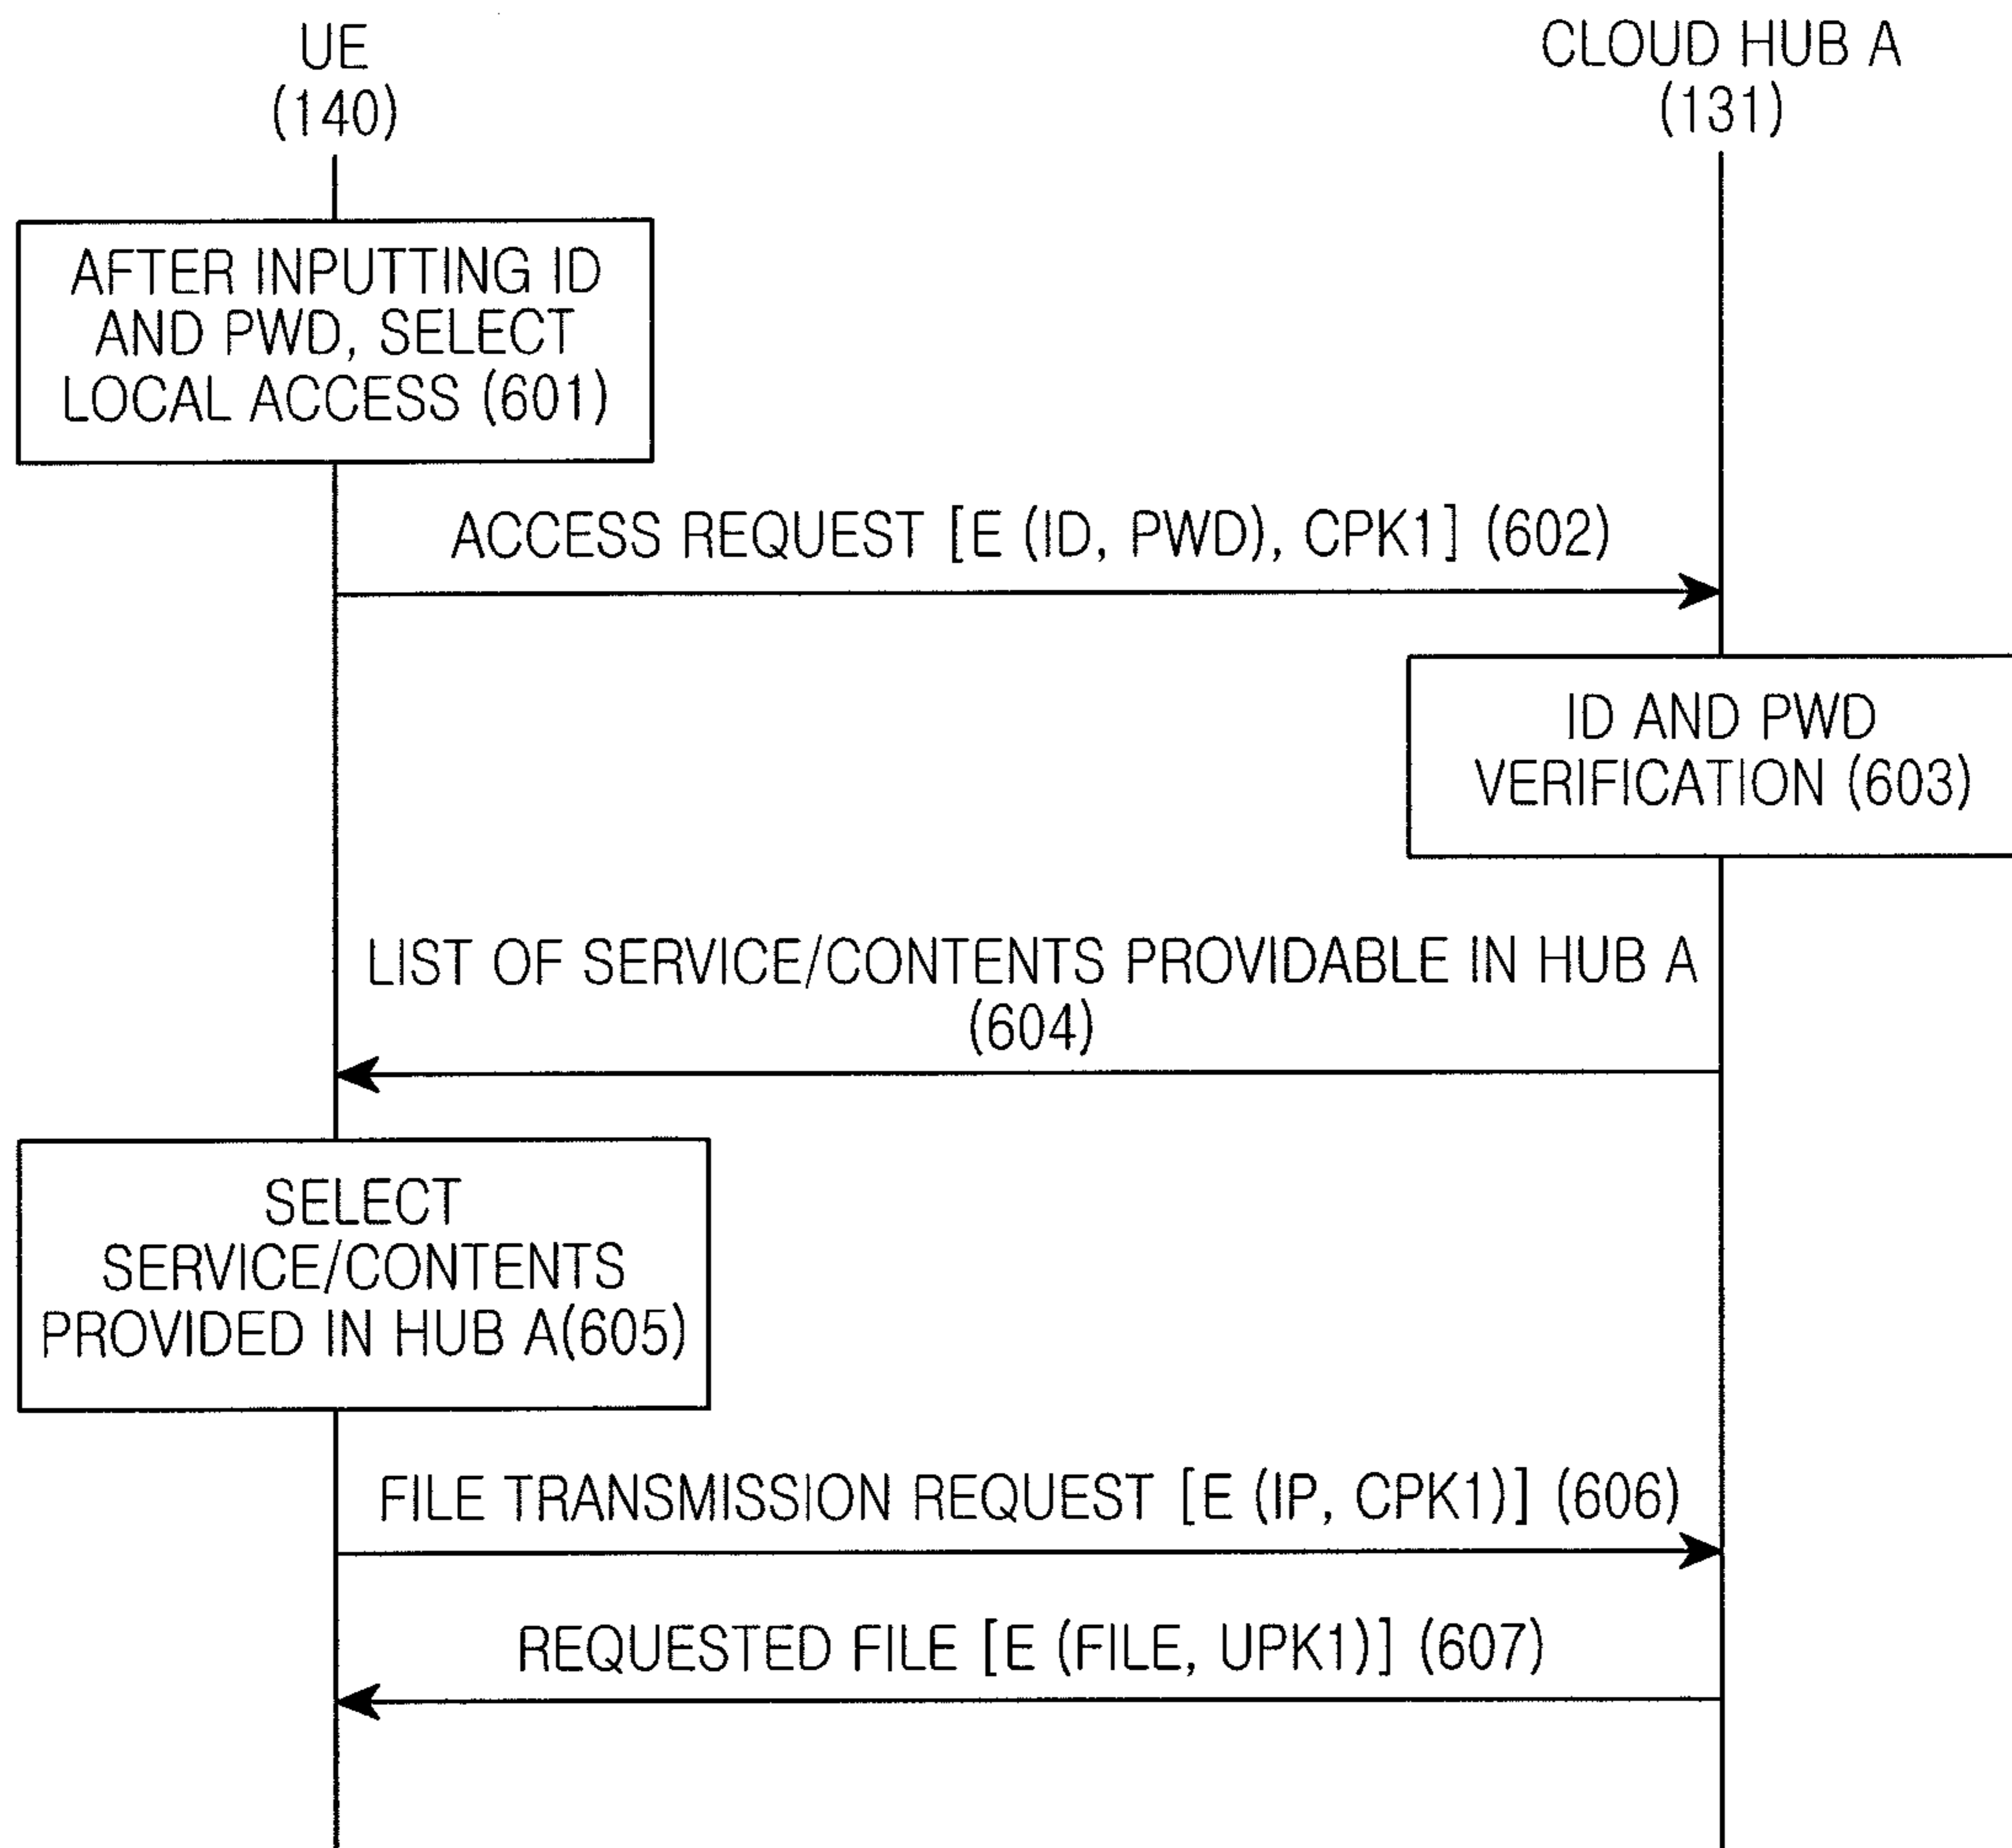 UE
(140)
CLOUD HUB A
(131)
AFTER INPUTTING ID
AND PWD, SELECT
LOCAL ACCESS (601)
ACCESS REQUEST [E (ID, PWD), CPK1] (602)
ID AND PWD
VERIFICATION (603)
LIST OF SERVICE/CONTENTS PROVIDABLE IN HUB A
(604)
SELECT
SERVICE/CONTENTS
PROVIDED IN HUB A(605)
FILE TRANSMISSION REQUEST [E (IP, CPK1)] (606)
REQUESTED FILE [E (FILE, UPK1)] (607)